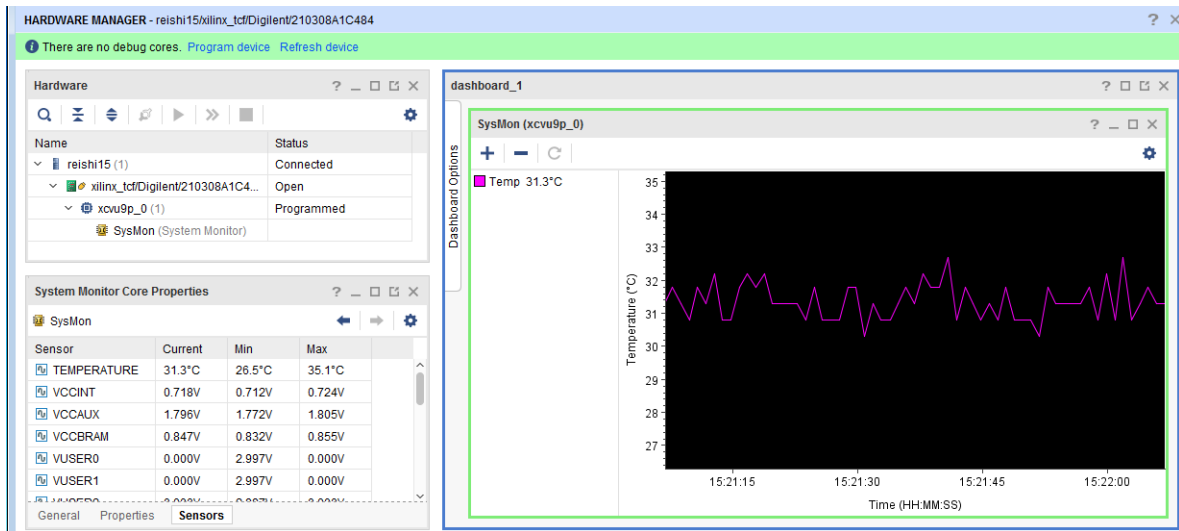 HARDWARE MANAGER - reishi15/xilinx_tcf/Digilent/210308A1C484
There are no debug cores. Program device Refresh device
Hardware
Name Status
reishi15 (1) Connected
xilinx_tcf/Digilent/210308A1C4... Open
xcvu9p_0 (1) Programmed
SysMon (System Monitor)
System Monitor Core Properties
SysMon
Sensor Current Min Max
TEMPERATURE 31.3°C 26.5°C 35.1°C
VCCINT 0.718V 0.712V 0.724V
VCCAUX 1.796V 1.772V 1.805V
VCCBRAM 0.847V 0.832V 0.855V
VUSER0 0.000V 2.997V 0.000V
VUSER1 0.000V 2.997V 0.000V
General Properties Sensors
dashboard_1
Dashboard Options
SysMon (xcvu9p_0)
Temp 31.3°C
Temperature (°C)
35
34
33
32
31
30
29
28
27
15:21:15 15:21:30 15:21:45 15:22:00
Time (HH:MM:SS)